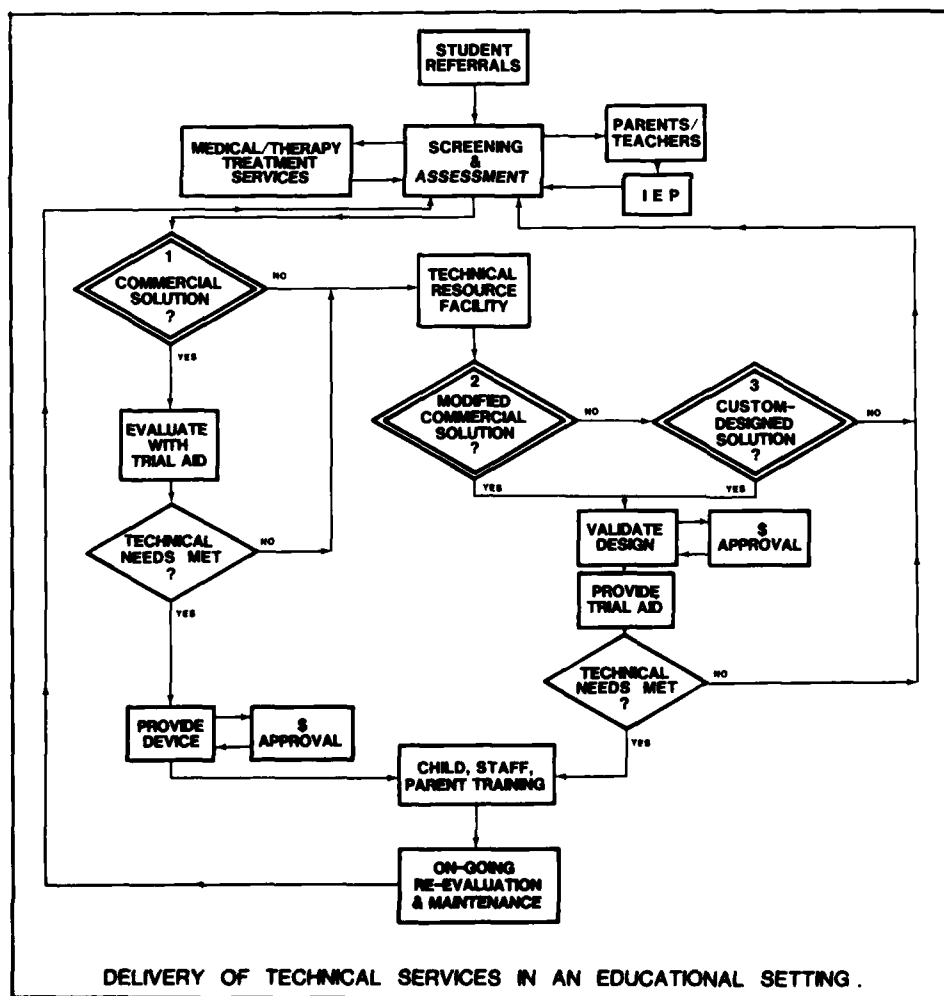 STUDENT
REFERRALS
MEDICAL/THERAPY
TREATMENT
SERVICES
SCREENING
&
ASSESSMENT
PARENTS/
TEACHERS
IEP
1
COMMERCIAL
SOLUTION
?
NO
YES
TECHNICAL
RESOURCE
FACILITY
2
MODIFIED
COMMERCIAL
SOLUTION?
NO
YES
3
CUSTOM-
DESIGNED
SOLUTION
?
NO
YES
EVALUATE
WITH
TRIAL AID
TECHNICAL
NEEDS MET
?
NO
YES
VALIDATE
DESIGN
$
APPROVAL
PROVIDE
TRIAL AID
TECHNICAL
NEEDS MET
?
NO
YES
PROVIDE
DEVICE
$
APPROVAL
CHILD, STAFF,
PARENT TRAINING
ON-GOING
RE-EVALUATION
& MAINTENANCE
DELIVERY OF TECHNICAL SERVICES IN AN EDUCATIONAL SETTING.